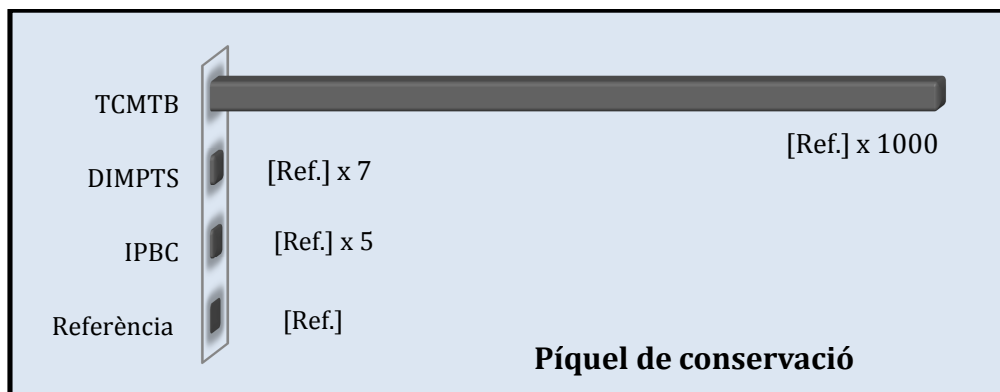 TCMTB
[Ref.] x 1000
DIMPTS
[Ref.] x 7
IPBC
[Ref.] x 5
Referència
[Ref.]
Píquel de conservació